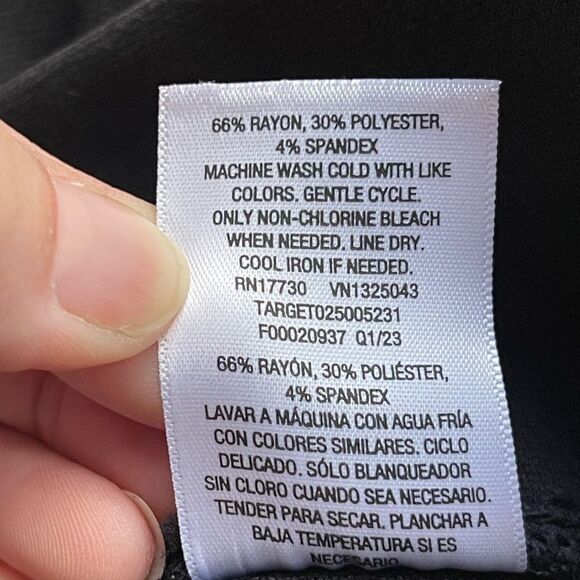 66% RAYON, 30% POLYESTER,
4% SPANDEX
MACHINE WASH COLD WITH LIKE
COLORS. GENTLE CYCLE.
ONLY NON-CHLORINE BLEACH
WHEN NEEDED. LINE DRY.
COOL IRON IF NEEDED.
RN17730 VN1325043
TARGET025005231
F00020937 Q1/23
66% RAYÓN, 30% POLIÉSTER,
4% SPANDEX
LAVAR A MÁQUINA CON AGUA FRÍA
CON COLORES SIMILARES. CICLO
DELICADO. SÓLO BLANQUEADOR
SIN CLORO CUANDO SEA NECESARIO.
TENDER PARA SECAR. PLANCHAR A
BAJA TEMPERATURA SI ES
NECESARIO